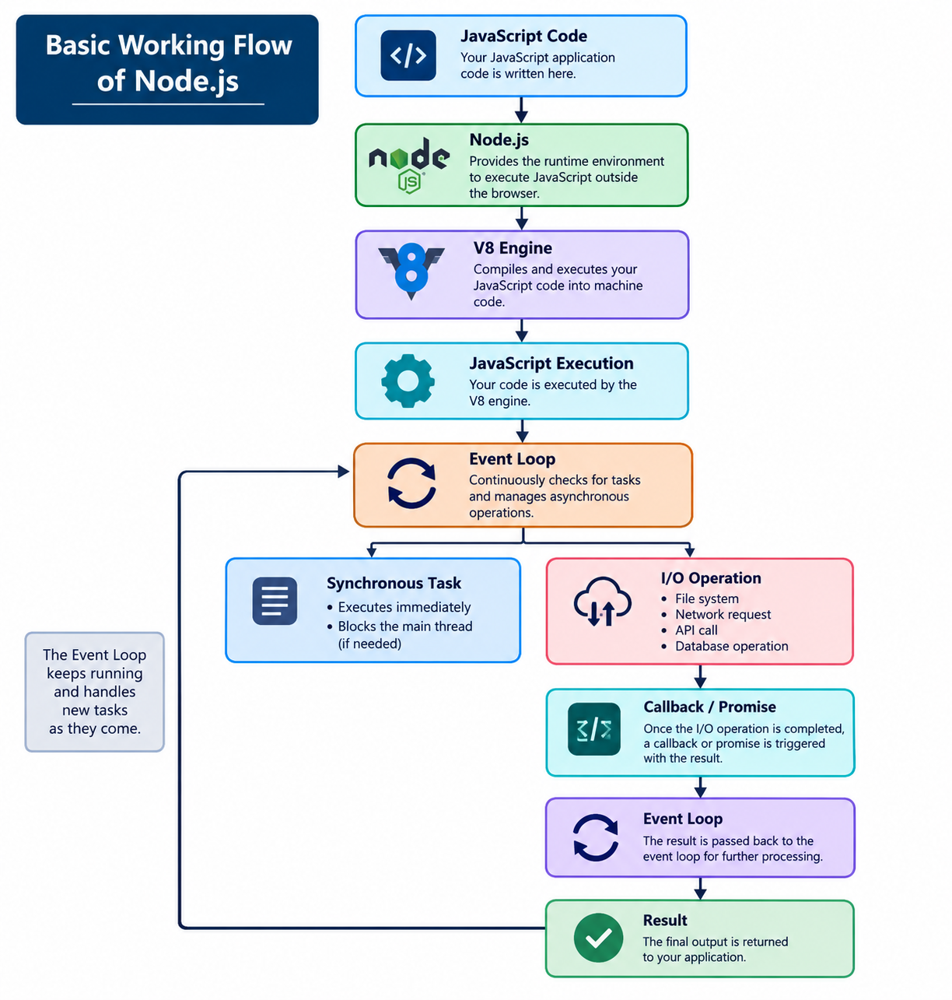 Basic Working Flow
of Node.js
</>
JavaScript Code
Your JavaScript application
code is written here.
node
JS
Node.js
Provides the runtime environment
to execute JavaScript outside
the browser.
8
V8 Engine
Compiles and executes your
JavaScript code into machine
code.
JavaScript Execution
Your code is executed by the
V8 engine.
Event Loop
Continuously checks for tasks
and manages asynchronous
operations.
Synchronous Task
• Executes immediately
• Blocks the main thread
(if needed)
I/O Operation
• File system
• Network request
• API call
• Database operation
The Event Loop
keeps running
and handles
new tasks
as they come.
Callback / Promise
Once the I/O operation is completed,
a callback or promise is triggered
with the result.
Event Loop
The result is passed back to the
event loop for further processing.
Result
The final output is returned
to your application.